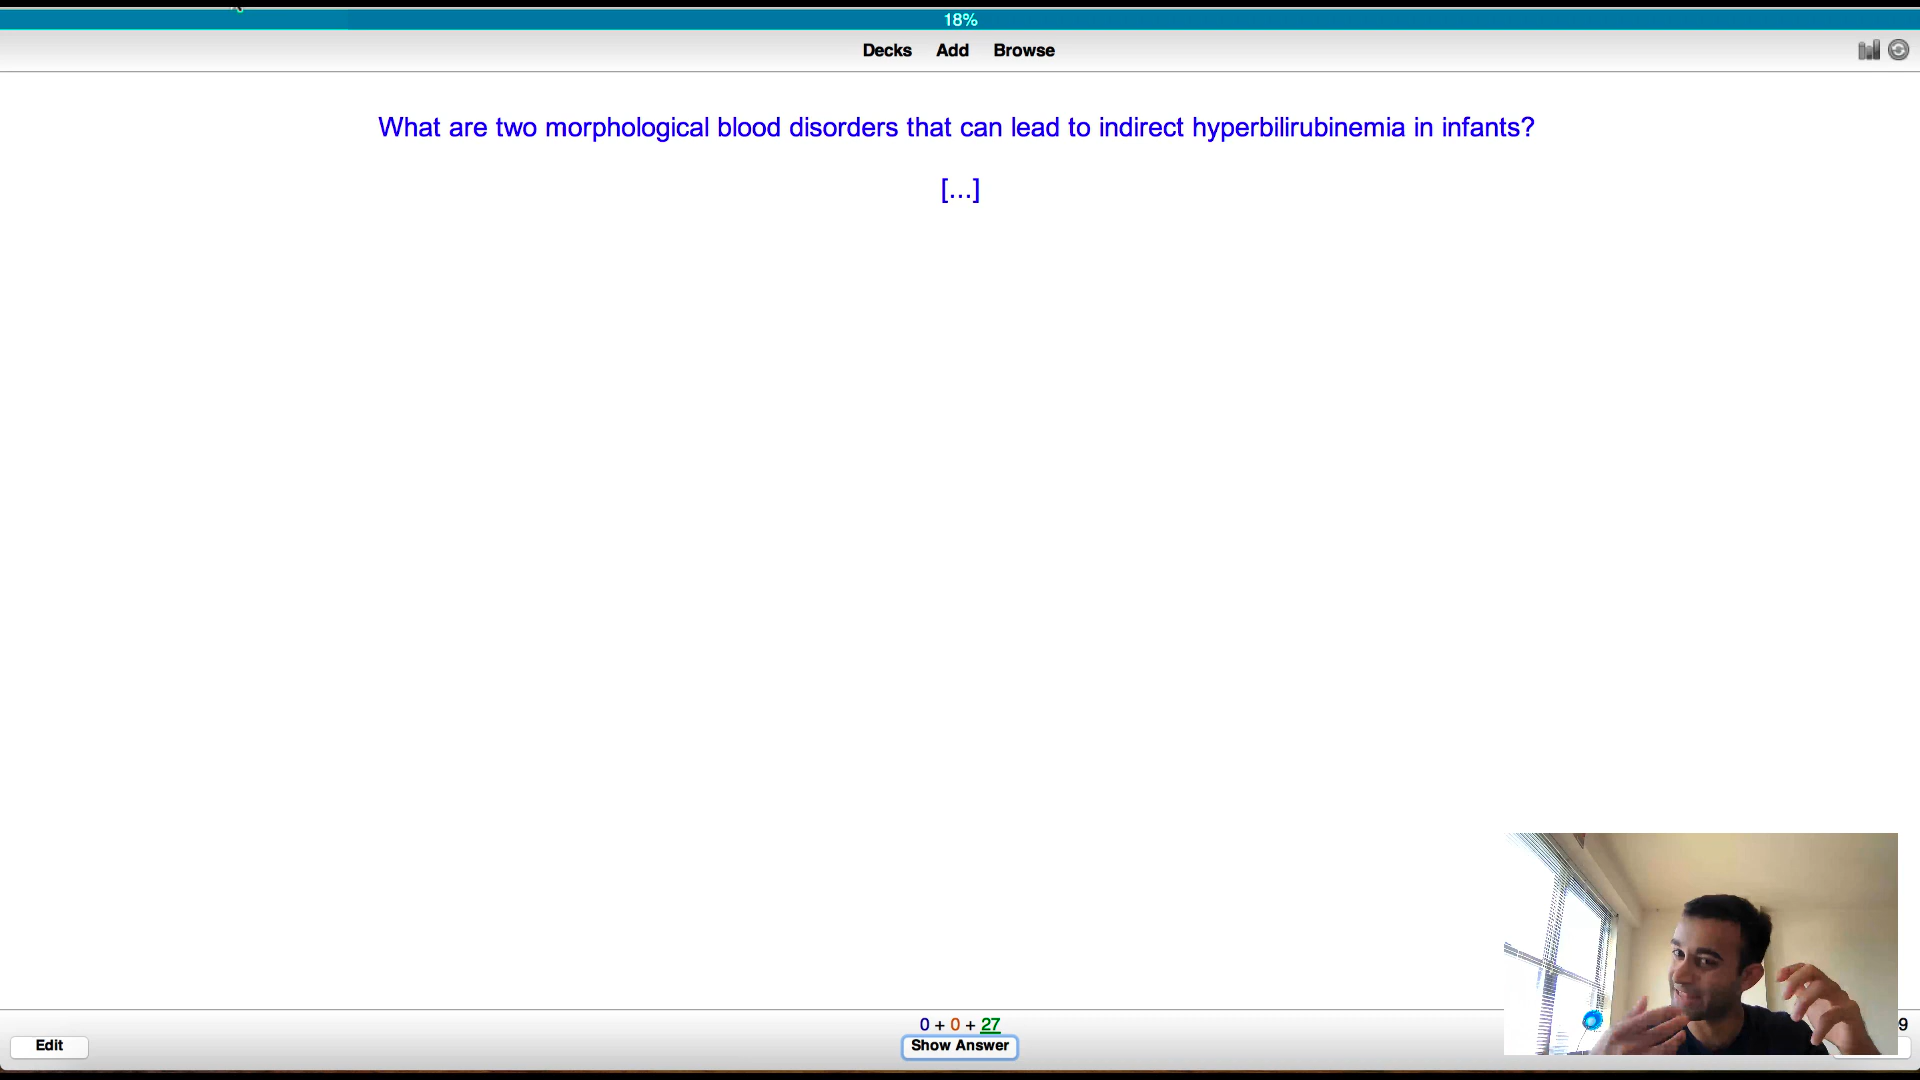 18%
Decks Add Browse
What are two morphological blood disorders that can lead to indirect hyperbilirubinemia in infants?
[...]
0 + 0 + 27
9
Edit
Show Answer